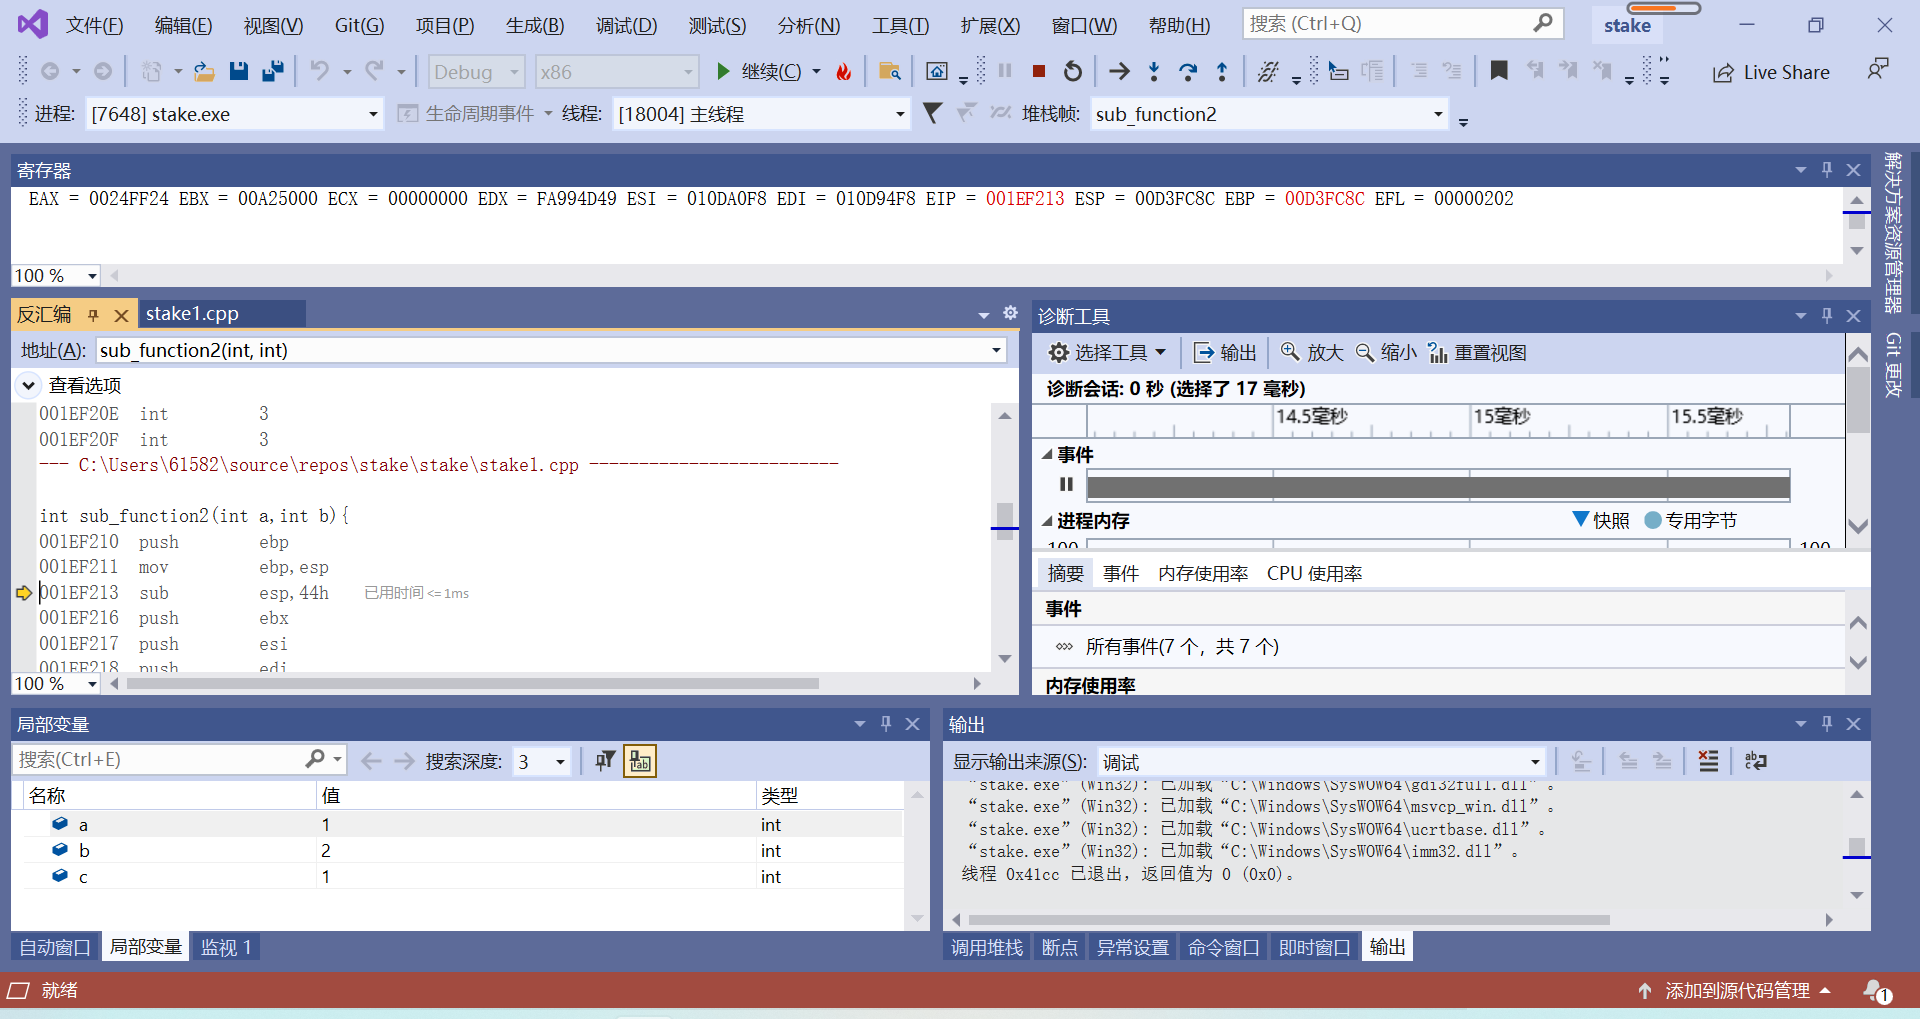 文件(F) 编辑(E) 视图(V) Git(G) 项目(P) 生成(B) 调试(D) 测试(S) 分析(N) 工具(T) 扩展(X) 窗口(W) 帮助(H) 搜索 (Ctrl+Q) stake
Debug x86 继续(C) Live Share
进程: [7648] stake.exe 生命周期事件 线程: [18004] 主线程 堆栈帧: sub_function2
寄存器
EAX = 0024FF24 EBX = 00A25000 ECX = 00000000 EDX = FA994D49 ESI = 010DA0F8 EDI = 010D94F8 EIP = 001EF213 ESP = 00D3FC8C EBP = 00D3FC8C EFL = 00000202
100 %
反汇编 stake1.cpp
地址(A): sub_function2(int, int)
查看选项
001EF20E int 3
001EF20F int 3
--- C:\Users\61582\source\repos\stake\stake\stake1.cpp -------------------------
int sub_function2(int a,int b){
001EF210 push ebp
001EF211 mov ebp,esp
001EF213 sub esp,44h 已用时间 <= 1ms
001EF216 push ebx
001EF217 push esi
001EF218 push edi
100 %
诊断工具
选择工具 输出 放大 缩小 重置视图
诊断会话: 0 秒 (选择了 17 毫秒)
14.5毫秒 15毫秒 15.5毫秒
事件
进程内存 快照 专用字节
100 100
摘要 事件 内存使用率 CPU 使用率
事件
所有事件(7 个，共 7 个)
内存使用率
局部变量
搜索(Ctrl+E) 搜索深度: 3
名称 值 类型
a 1 int
b 2 int
c 1 int
自动窗口 局部变量 监视 1
输出
显示输出来源(S): 调试
“stake.exe”(Win32): 已加载“C:\Windows\SysWOW64\gdi32full.dll”。
“stake.exe”(Win32): 已加载“C:\Windows\SysWOW64\msvcp_win.dll”。
“stake.exe”(Win32): 已加载“C:\Windows\SysWOW64\ucrtbase.dll”。
“stake.exe”(Win32): 已加载“C:\Windows\SysWOW64\imm32.dll”。
线程 0x41cc 已退出，返回值为 0 (0x0)。
调用堆栈 断点 异常设置 命令窗口 即时窗口 输出
解决方案资源管理器
Git 更改
就绪 添加到源代码管理 1